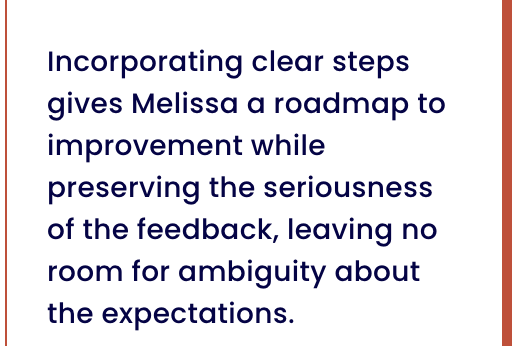 Incorporating clear steps
gives Melissa a roadmap to
improvement while
preserving the seriousness
of the feedback, leaving no
room for ambiguity about
the expectations.